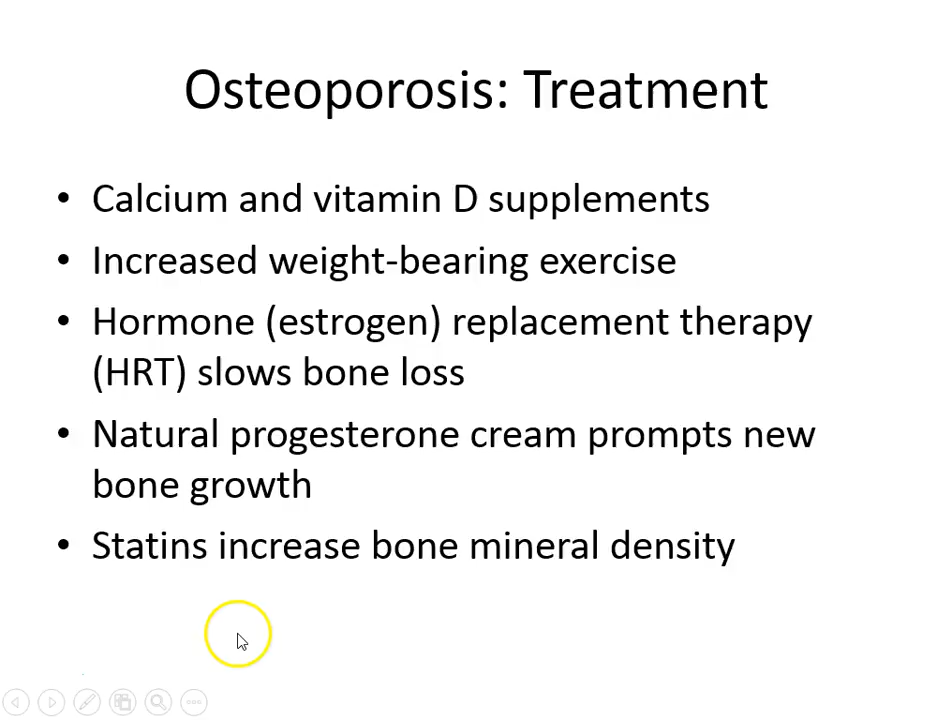 Osteoporosis: Treatment
• Calcium and vitamin D supplements
• Increased weight-bearing exercise
• Hormone (estrogen) replacement therapy
(HRT) slows bone loss
• Natural progesterone cream prompts new
bone growth
• Statins increase bone mineral density